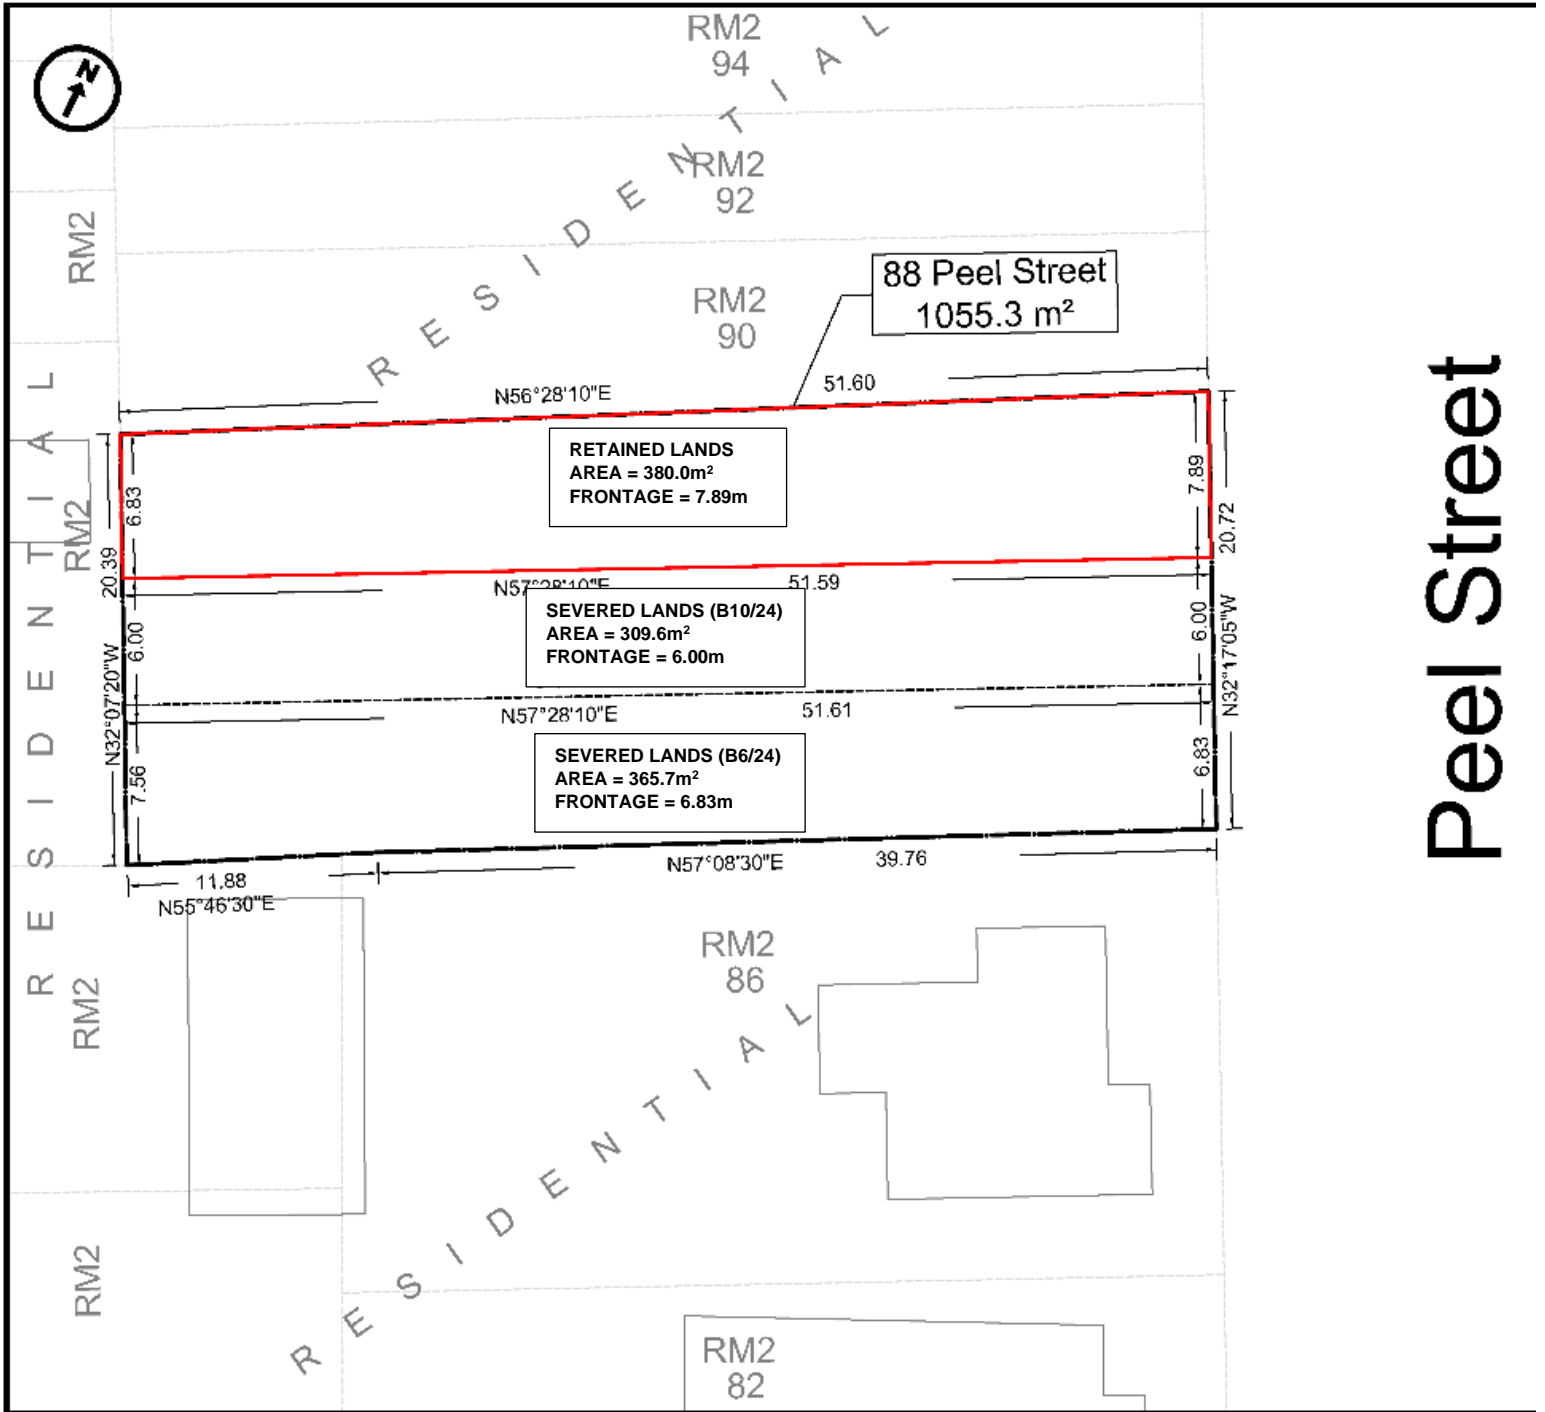 N
RM2
94
RESIDENTIAL
RM2
92
RM2
88 Peel Street
1055.3 m²
RM2
90
N56°28'10"E
51.60
RESIDENTIAL
RM2
RETAINED LANDS
AREA = 380.0m²
FRONTAGE = 7.89m
6.83
7.89
20.39
20.72
Peel Street
N57°28'10"E
51.59
SEVERED LANDS (B10/24)
AREA = 309.6m²
FRONTAGE = 6.00m
6.00
6.00
N32°07'20"W
N32°17'05"W
N57°28'10"E
51.61
SEVERED LANDS (B6/24)
AREA = 365.7m²
FRONTAGE = 6.83m
7.56
6.83
N57°08'30"E
39.76
11.88
N55°46'30"E
RM2
RM2
86
RESIDENTIAL
RM2
RM2
82